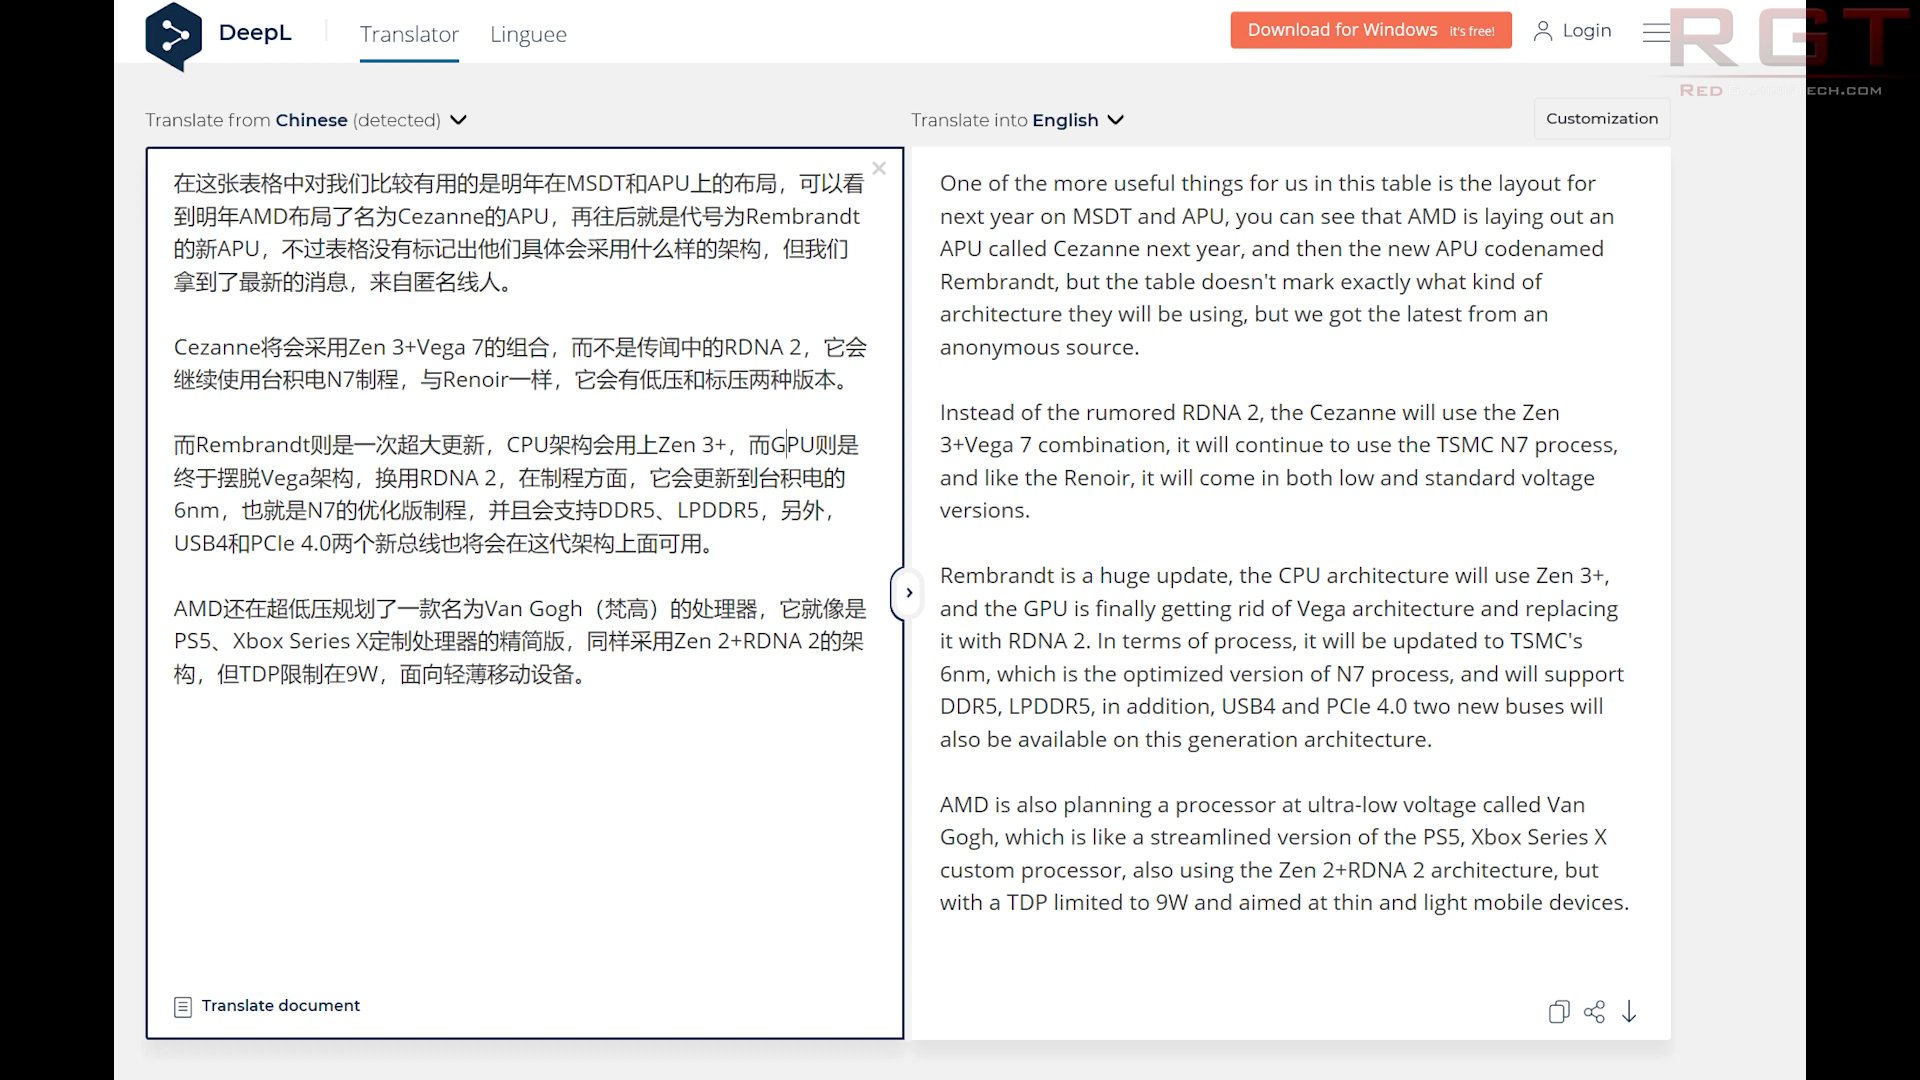 DeepL
Translator
Linguee
Download for Windows it's free!
Login
RGT
RED
ECH.COM
Translate from Chinese (detected)
Translate into English
Customization
在这张表格中对我们比较有用的是明年在MSDT和APU上的布局，可以看
到明年AMD布局了名为Cezanne的APU，再往后就是代号为Rembrandt
的新APU，不过表格没有标记出他们具体会采用什么样的架构，但我们
拿到了最新的消息，来自匿名线人。
Cezanne将会采用Zen 3+Vega 7的组合，而不是传闻中的RDNA 2，它会
继续使用台积电N7制程，与Renoir一样，它会有低压和标压两种版本。
而Rembrandt则是一次超大更新，CPU架构会用上Zen 3+，而GPU则是
终于摆脱Vega架构，换用RDNA 2，在制程方面，它会更新到台积电的
6nm，也就是N7的优化版制程，并且会支持DDR5、LPDDR5，另外，
USB4和PCIe 4.0两个新总线也将会在这代架构上面可用。
AMD还在超低压规划了一款名为Van Gogh（梵高）的处理器，它就像是
PS5、Xbox Series X定制处理器的精简版，同样采用Zen 2+RDNA 2的架
构，但TDP限制在9W，面向轻薄移动设备。
Translate document
One of the more useful things for us in this table is the layout for
next year on MSDT and APU, you can see that AMD is laying out an
APU called Cezanne next year, and then the new APU codenamed
Rembrandt, but the table doesn't mark exactly what kind of
architecture they will be using, but we got the latest from an
anonymous source.
Instead of the rumored RDNA 2, the Cezanne will use the Zen
3+Vega 7 combination, it will continue to use the TSMC N7 process,
and like the Renoir, it will come in both low and standard voltage
versions.
Rembrandt is a huge update, the CPU architecture will use Zen 3+,
and the GPU is finally getting rid of Vega architecture and replacing
it with RDNA 2. In terms of process, it will be updated to TSMC's
6nm, which is the optimized version of N7 process, and will support
DDR5, LPDDR5, in addition, USB4 and PCIe 4.0 two new buses will
also be available on this generation architecture.
AMD is also planning a processor at ultra-low voltage called Van
Gogh, which is like a streamlined version of the PS5, Xbox Series X
custom processor, also using the Zen 2+RDNA 2 architecture, but
with a TDP limited to 9W and aimed at thin and light mobile devices.